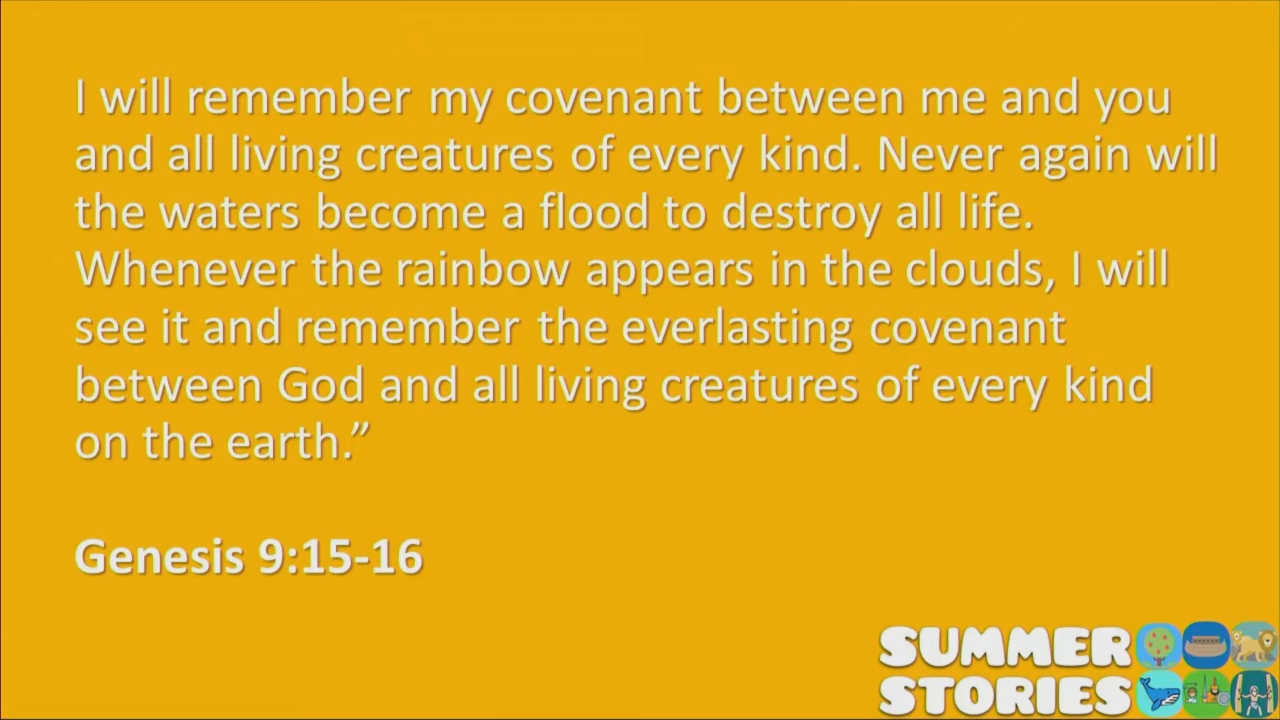 I will remember my covenant between me and you
and all living creatures of every kind. Never again will
the waters become a flood to destroy all life.
Whenever the rainbow appears in the clouds, I will
see it and remember the everlasting covenant
between God and all living creatures of every kind
on the earth.”
Genesis 9:15-16
SUMMER
STORIES